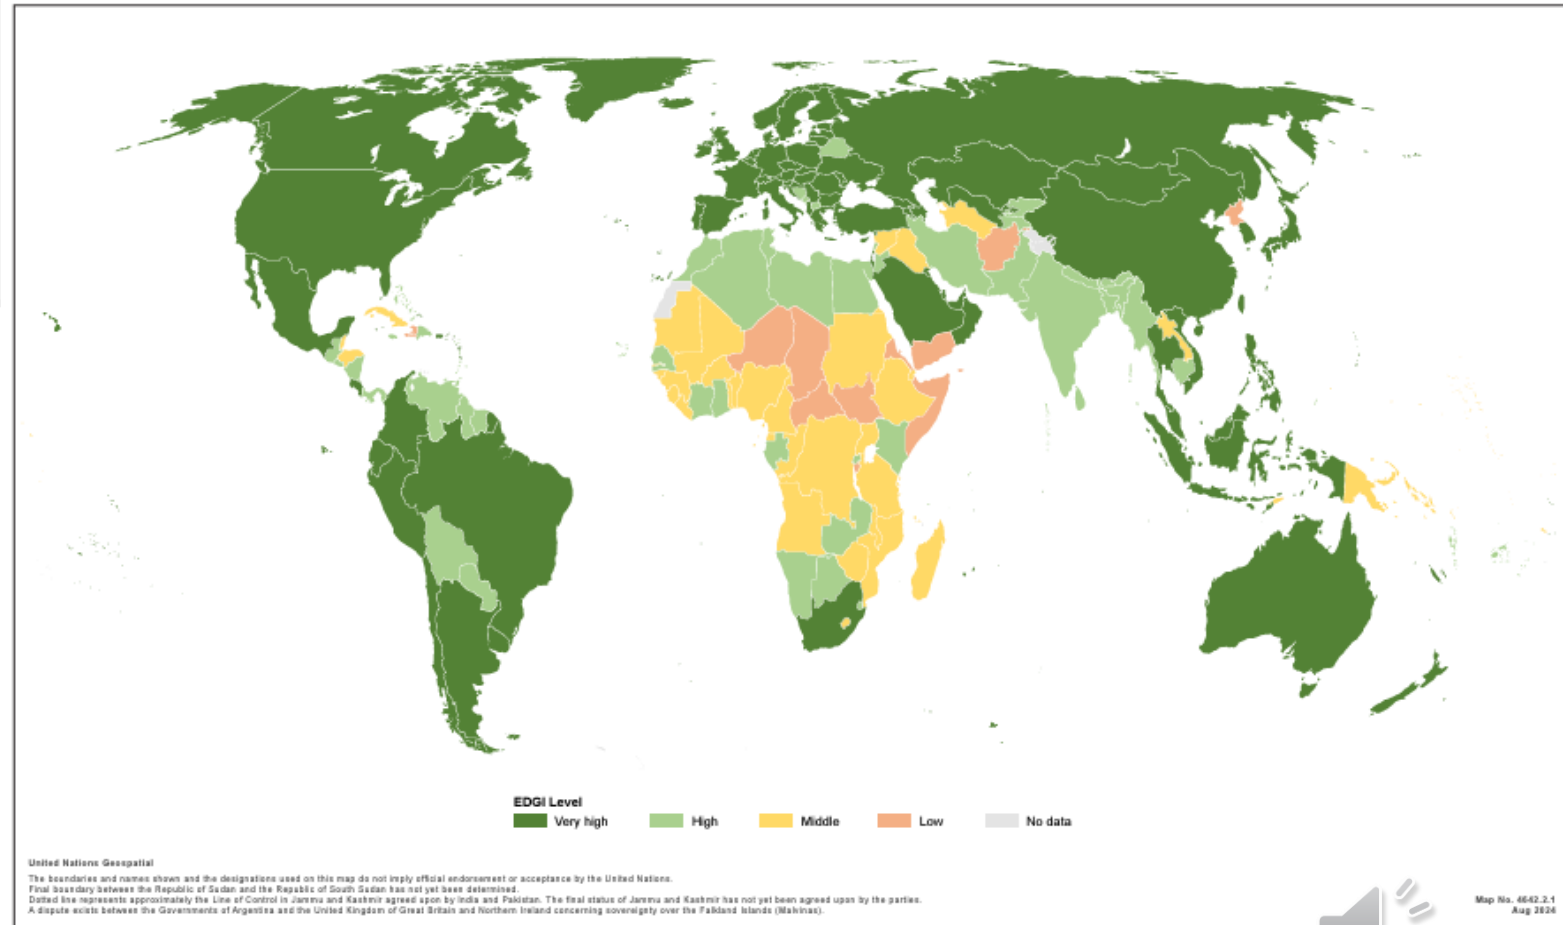 EDGI Level
Very high
High
Middle
Low
No data
United Nations Geospatial
The boundaries and names shown and the designations used on this map do not imply official endorsement or acceptance by the United Nations.
Final boundary between the Republic of Sudan and the Republic of South Sudan has not yet been determined.
Dotted line represents approximately the Line of Control in Jammu and Kashmir agreed upon by India and Pakistan. The final status of Jammu and Kashmir has not yet been agreed upon by the parties.
A dispute exists between the Governments of Argentina and the United Kingdom of Great Britain and Northern Ireland concerning sovereignty over the Falkland Islands (Malvinas).
Map No. 4642.2.1
Aug 2024